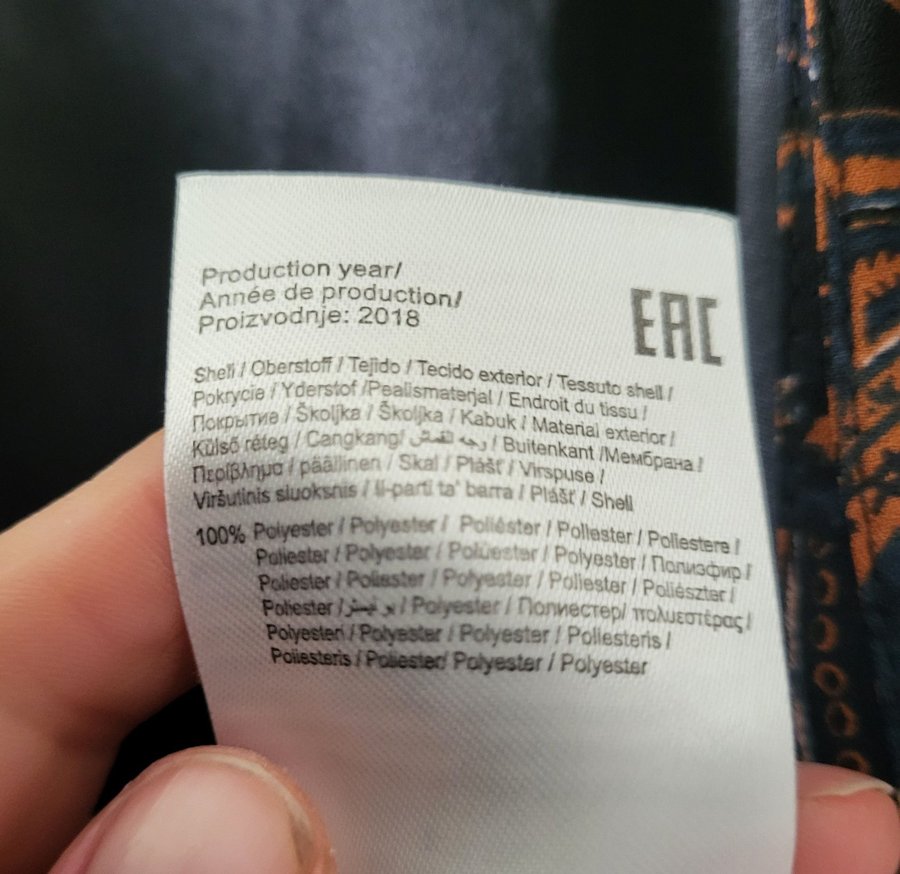 Production year/
Année de production/
Proizvodnje: 2018
EAC
Shell / Oberstoff / Tejido / Tecido exterior / Tessuto shell /
Pokrycie / Yderstof /Pealismaterjal / Endroit du tissu /
Покрытие / Školjka / Školjka / Kabuk / Material exterior /
Külső réteg / Cangkang/ / Buitenkant /Мембрана /
Περίβλημα / päällinen / Skal / Plášť / Virspuse /
Viršutinis sluoksnis / Il-parti ta' barra / Plášť / Shell
100% Polyester / Polyester / Poliéster / Poliester / Poliestere /
Poliester / Polyester / Polüester / Polyester / Полиэфир /
Poliester / Poliester / Polyester / Poliester / Poliészter /
Poliester / / Polyester / Полиестер/ πολυεστέρας /
Polyesteri / Polyester / Polyester / Poliesteris /
Poliesteris / Poliester/ Polyester / Polyester